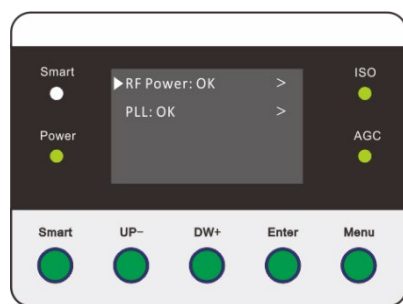 Smart
ISO
▶RF Power: OK >
PLL: OK >
Power
AGC
Smart UP− DW+ Enter Menu